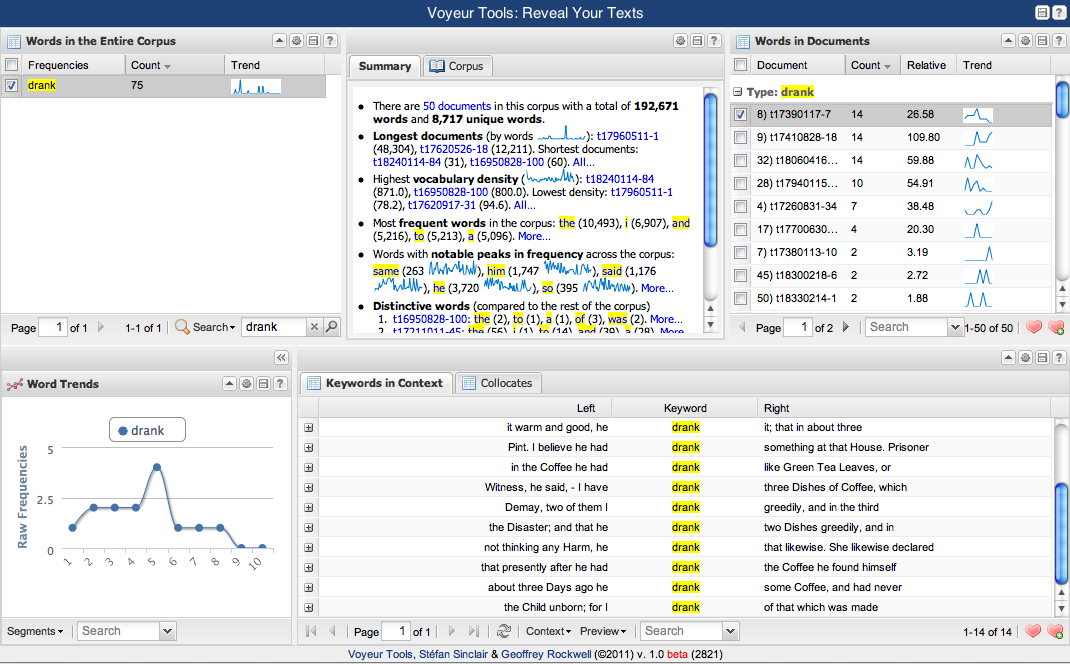 Voyeur Tools: Reveal Your Texts
Words in the Entire Corpus
Frequencies Count Trend
drank 75
Page 1 of 1 1-1 of 1 Search drank
Summary Corpus
There are 50 documents in this corpus with a total of 192,671
words and 8,717 unique words.
Longest documents (by words ): t17960511-1
(48,304), t17620526-18 (12,211). Shortest documents:
t18240114-84 (31), t16950828-100 (60). All...
Highest vocabulary density ( ): t18240114-84
(871.0), t16950828-100 (800.0). Lowest density: t17960511-1
(78.2), t17620917-31 (94.6). All...
Most frequent words in the corpus: the (10,493), i (6,907), and
(5,216), to (5,213), a (5,096). More...
Words with notable peaks in frequency across the corpus:
same (263 ), him (1,747 ), said (1,176
), he (3,720 ), so (395 ). More...
Distinctive words (compared to the rest of the corpus)
1. t16950828-100: the (2), to (1), a (1), of (3), was (2). More...
2. t17211011-45: the (56), i (1), to (14), and (39), a (28). More
Words in Documents
Document Count Relative Trend
Type: drank
8) t17390117-7 14 26.58
9) t17410828-18 14 109.80
32) t18060416... 14 59.88
28) t17940115... 10 54.91
4) t17260831-34 7 38.48
17) t17700630... 4 20.30
7) t17380113-10 2 3.19
45) t18300218-6 2 2.72
50) t18330214-1 2 1.88
Page 1 of 2 Search 1-50 of 50
Word Trends
drank
Raw Frequencies
5
2.5
0
1 2 3 4 5 6 7 8 9 10
Segments Search
Keywords in Context Collocates
Left Keyword Right
it warm and good, he drank it; that in about three
Pint. I believe he had drank something at that House. Prisoner
in the Coffee he had drank like Green Tea Leaves, or
Witness, he said, - I have drank three Dishes of Coffee, which
Demay, two of them I drank greedily, and in the third
the Disaster; and that he drank two Dishes greedily, and in
not thinking any Harm, he drank that likewise. She likewise declared
that presently after he had drank the Coffee he found himself
about three Days ago he drank some Coffee, and had never
the Child unborn; for I drank of that which was made
Page 1 of 1 Context Preview Search 1-14 of 14
Voyeur Tools, Stéfan Sinclair & Geoffrey Rockwell (©2011) v. 1.0 beta (2821)